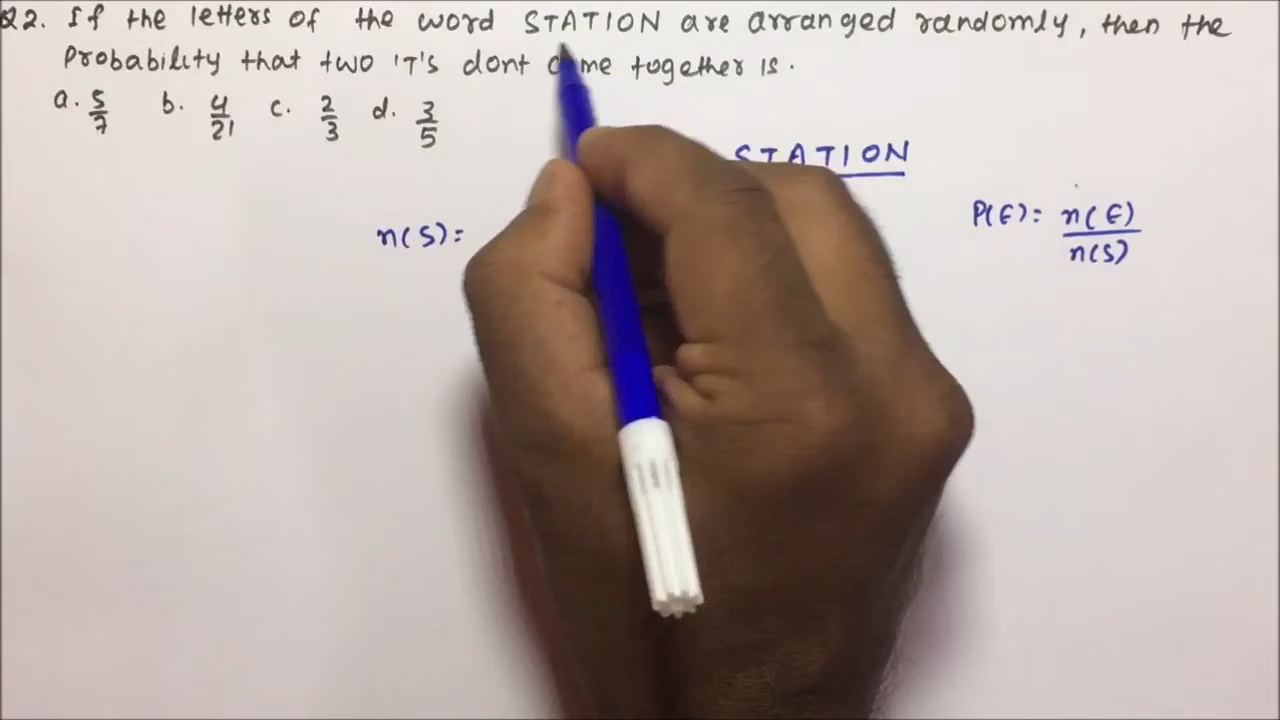 Q2. If the letters of the word STATION are arranged randomly, then the
Probability that two 'T's dont together is.
a. 5/7 b. 4/21 c. 2/3 d. 3/5
STATION
n(S):
P(E): n(E)/n(S)